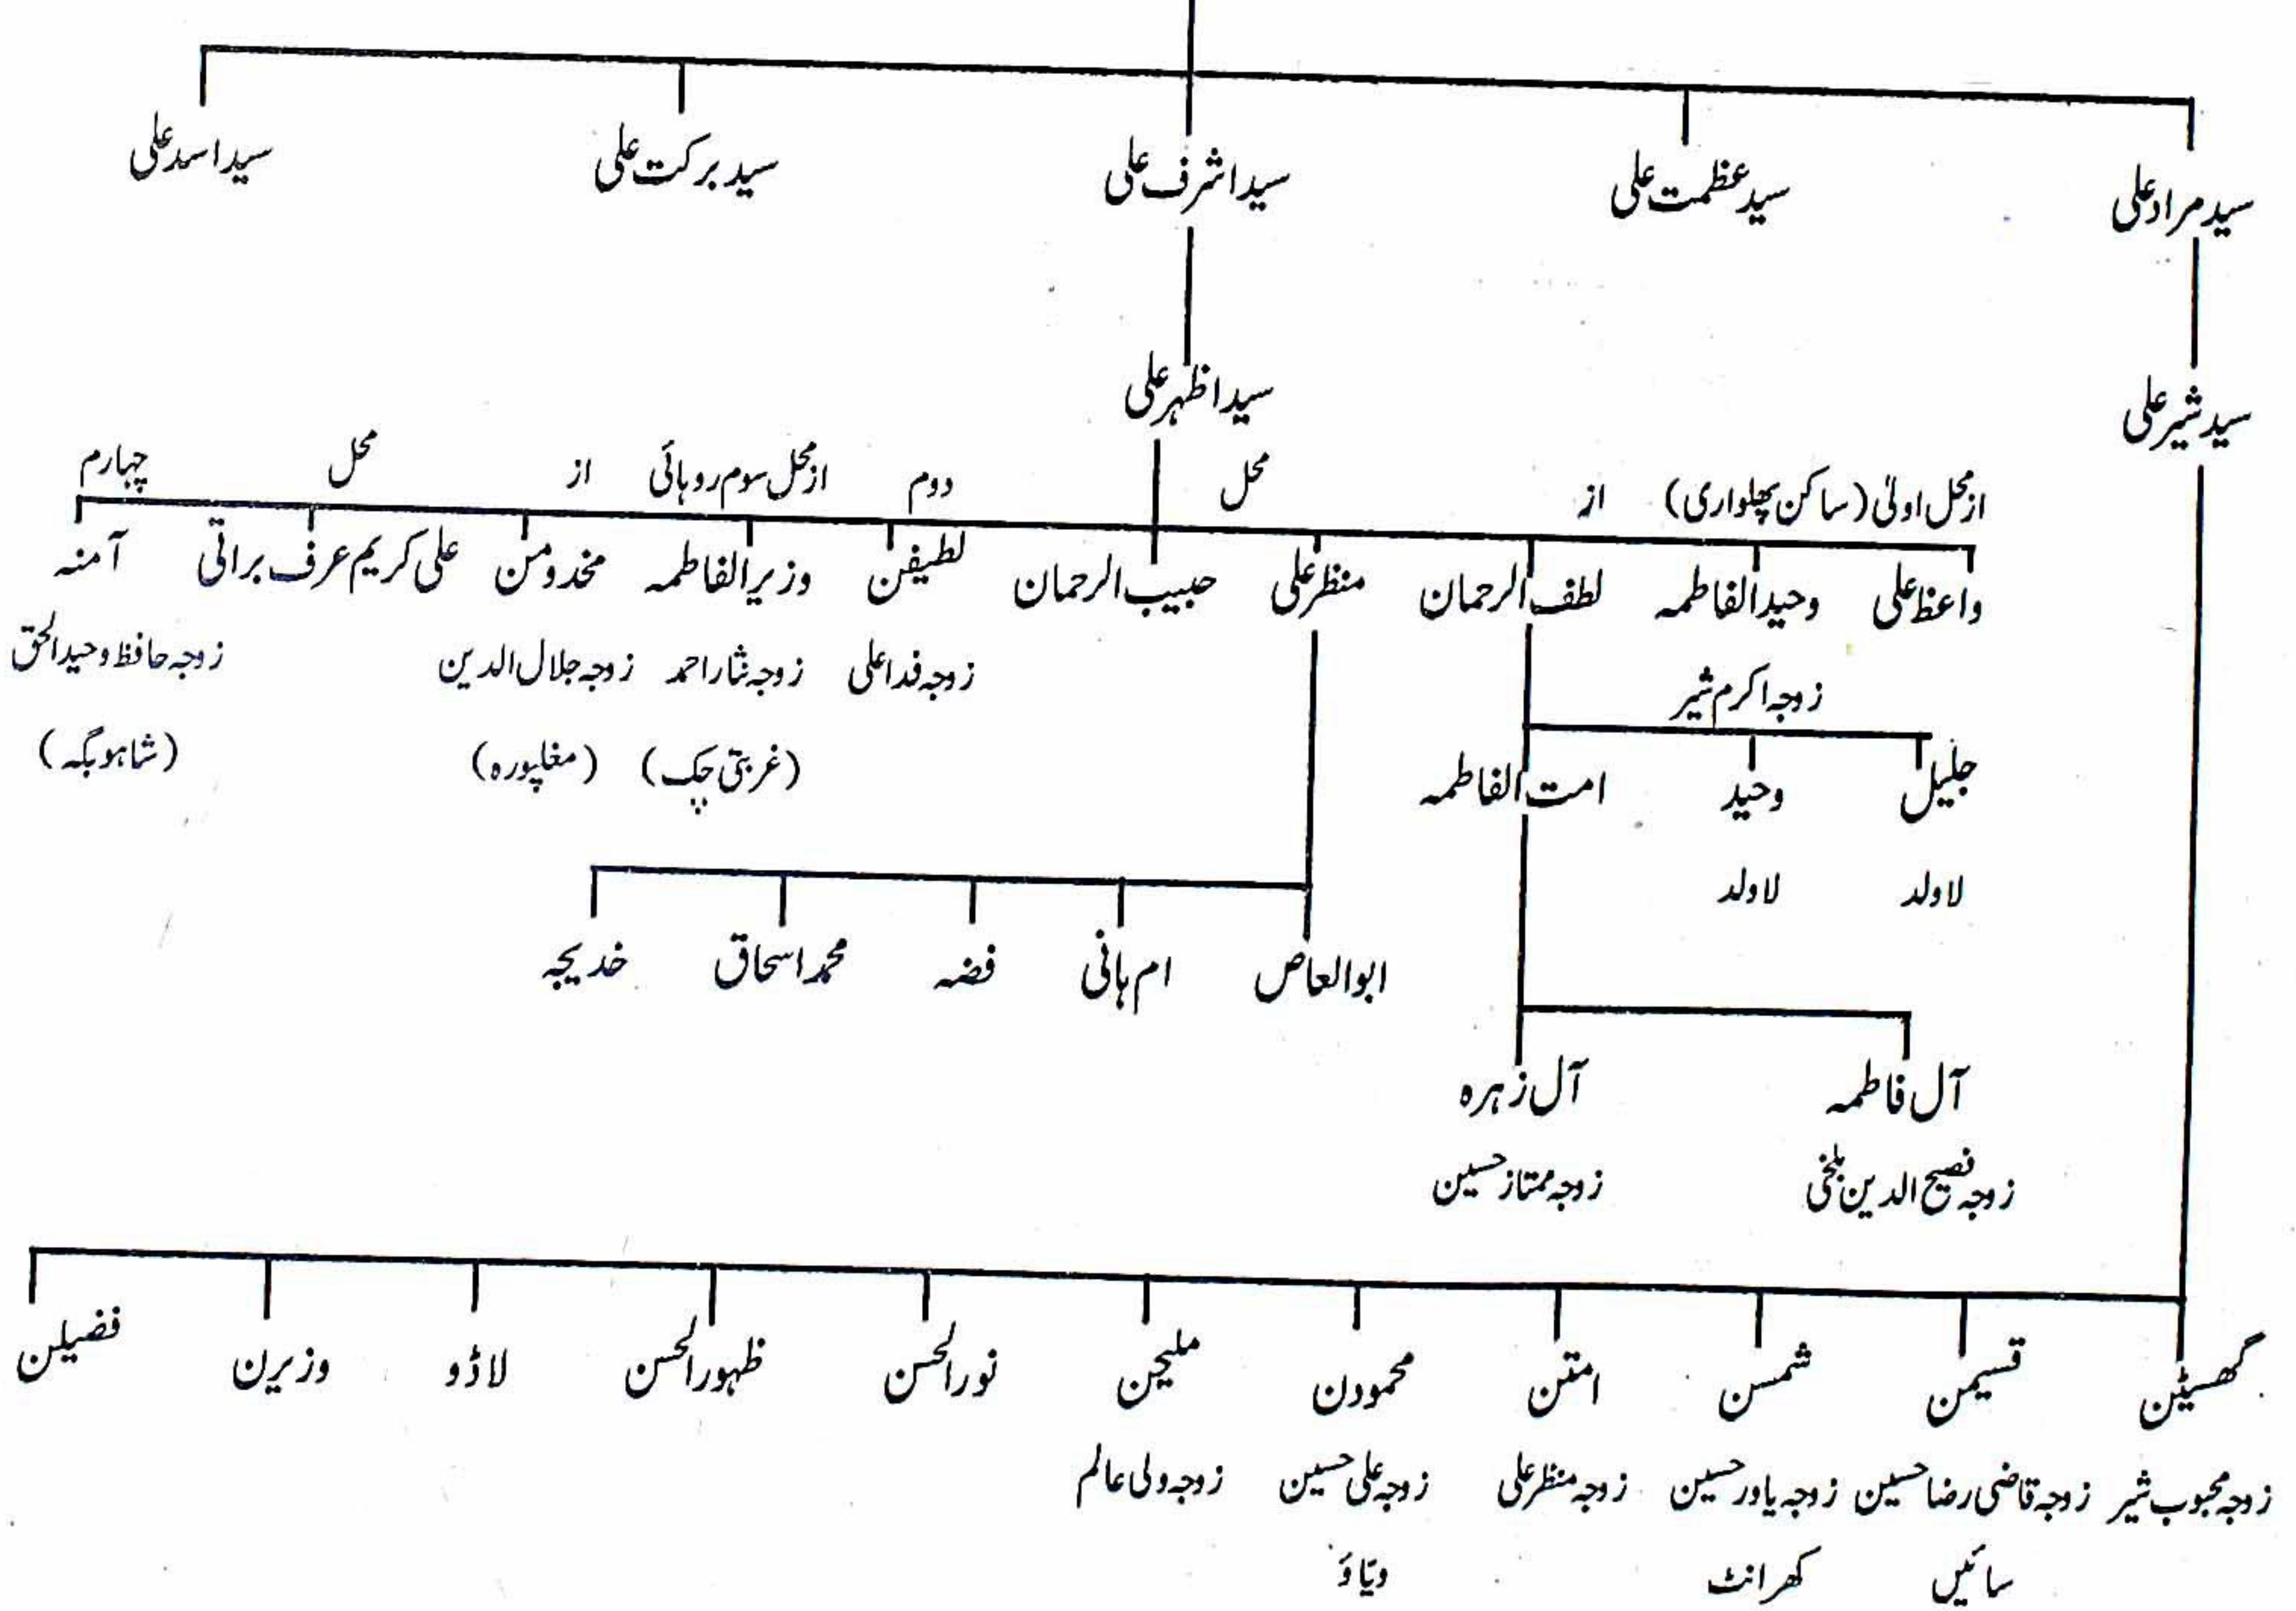 سید مراد علی سید عظمت علی سید اشرف علی سید برکت علی سید اسد علی
سید شیر علی سید اظہر علی
از محل اولیٰ (ساکن پھلواری) از محل دوم از محل سوم روہائی از محل چہارم
واعظ علی وحید الفاطمہ لطف الرحمان منظر علی حبیب الرحمان لطیفن وزیر الفاطمہ مخدومن علی کریم عرف براتی آمنہ
زوجہ اکرم شیر زوجہ فدا علی زوجہ نثار احمد زوجہ جلال الدین زوجہ حافظ وحید الحق
(غربتی چک) (مغلپورہ) (شاہو بگہ)
جلیل وحید امت الفاطمہ
لاولد لاولد
ابوالعاص ام ہانی فضہ محمد اسحاق خدیجہ
آل فاطمہ آل زہرہ
زوجہ فصیح الدین بلخی زوجہ ممتاز حسین
گھسیٹن قسیمن شمسن امتن محمودن ملیحن نور الحسن ظہور الحسن لاڈو وزیرن فضیلن
زوجہ محبوب شیر زوجہ قاضی رضا حسین زوجہ یاور حسین زوجہ منظر علی زوجہ علی حسین زوجہ ولی عالم
سائیں کھرانٹ